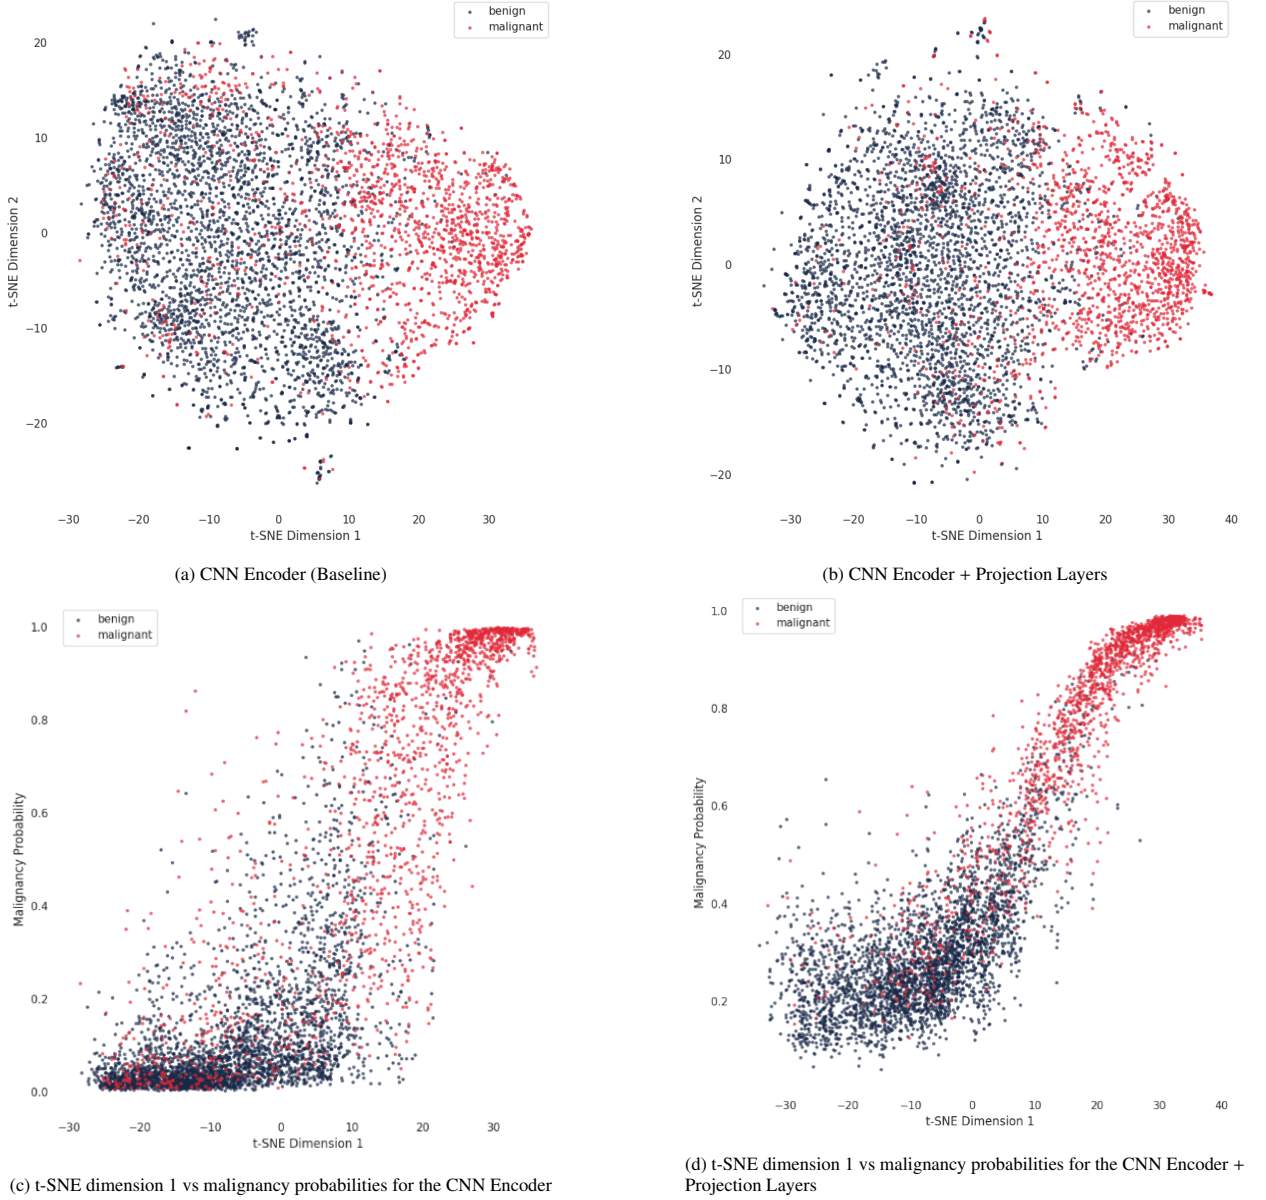 benign
malignant
20
10
0
−10
−20
t-SNE Dimension 2
−30
−20
−10
0
10
20
30
t-SNE Dimension 1
(a) CNN Encoder (Baseline)
benign
malignant
20
10
0
−10
−20
t-SNE Dimension 2
−30
−20
−10
0
10
20
30
40
t-SNE Dimension 1
(b) CNN Encoder + Projection Layers
benign
malignant
1.0
0.8
0.6
0.4
0.2
0.0
Malignancy Probability
−30
−20
−10
0
10
20
30
t-SNE Dimension 1
(c) t-SNE dimension 1 vs malignancy probabilities for the CNN Encoder
benign
malignant
1.0
0.8
0.6
0.4
0.2
Malignancy Probability
−30
−20
−10
0
10
20
30
40
t-SNE Dimension 1
(d) t-SNE dimension 1 vs malignancy probabilities for the CNN Encoder +
Projection Layers